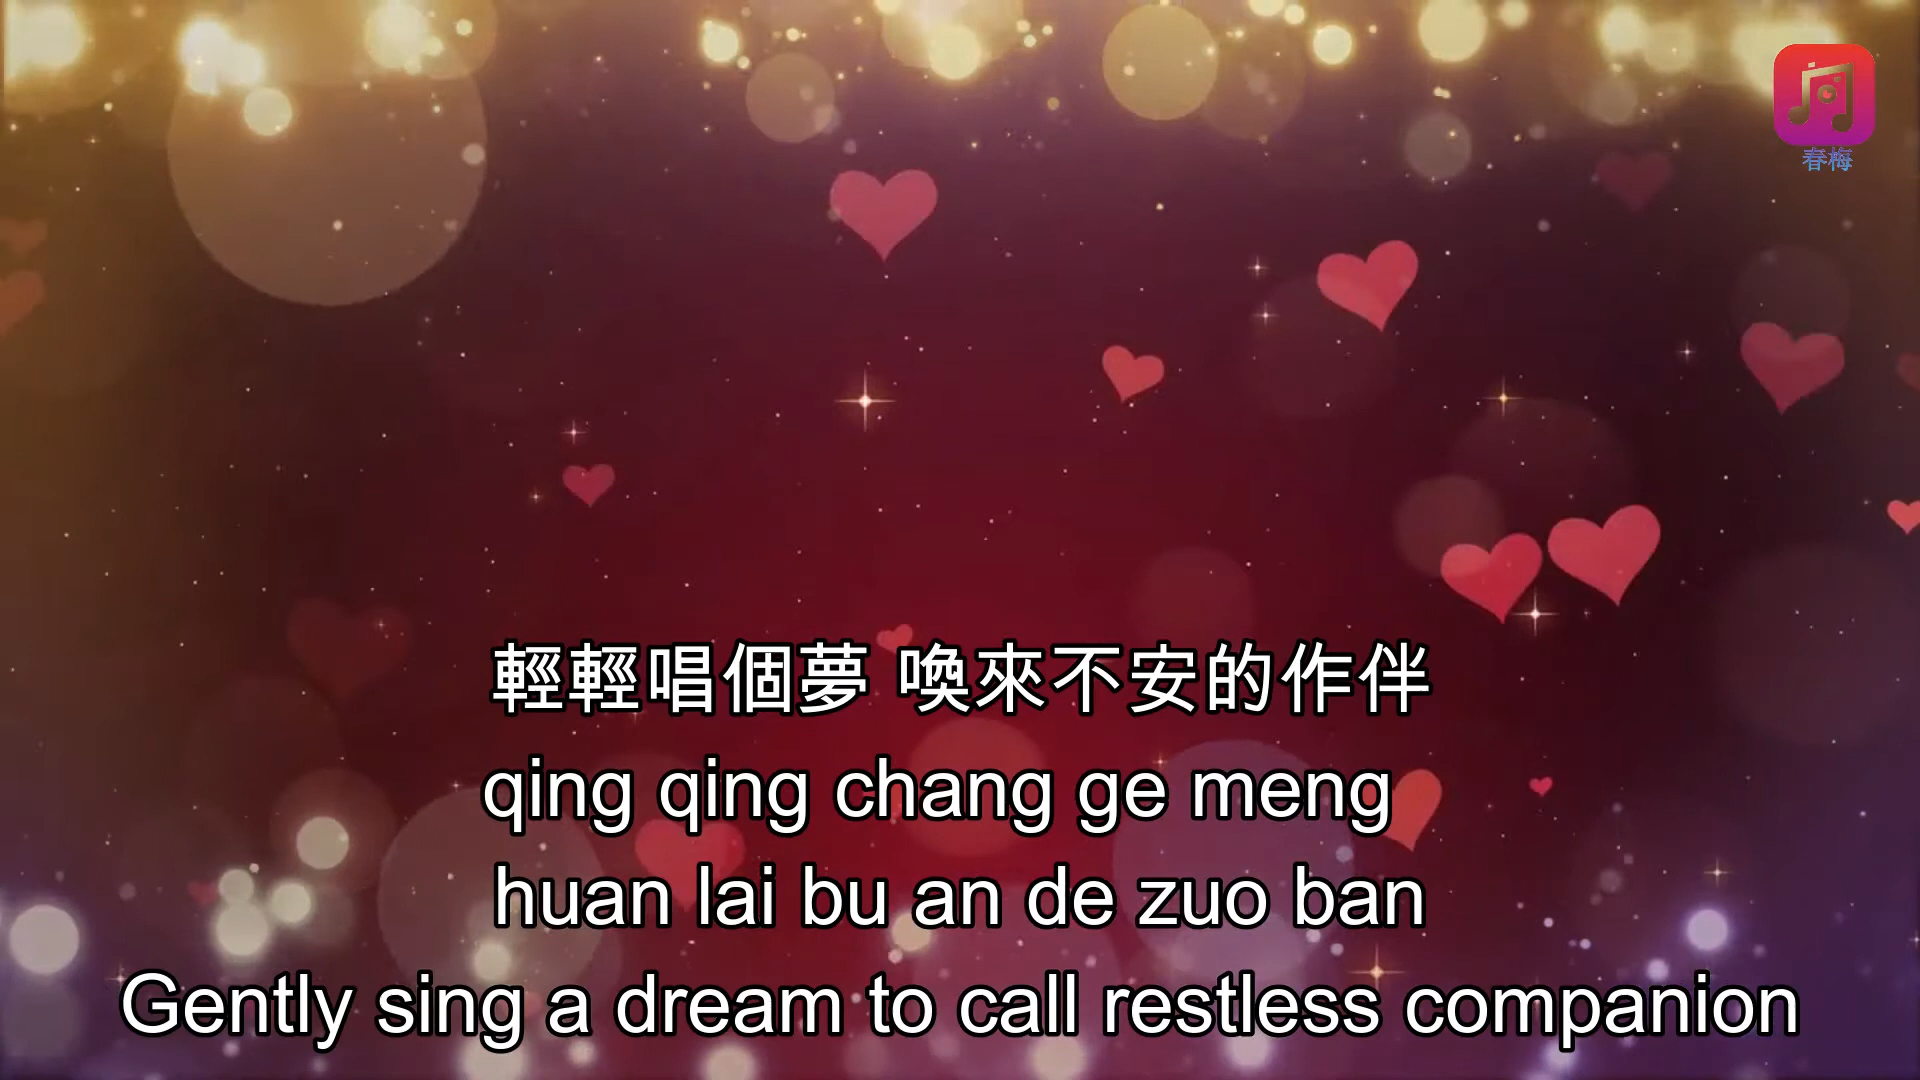 春梅
輕輕唱個夢 喚來不安的作伴
qing qing chang ge meng
huan lai bu an de zuo ban
Gently sing a dream to call restless companion